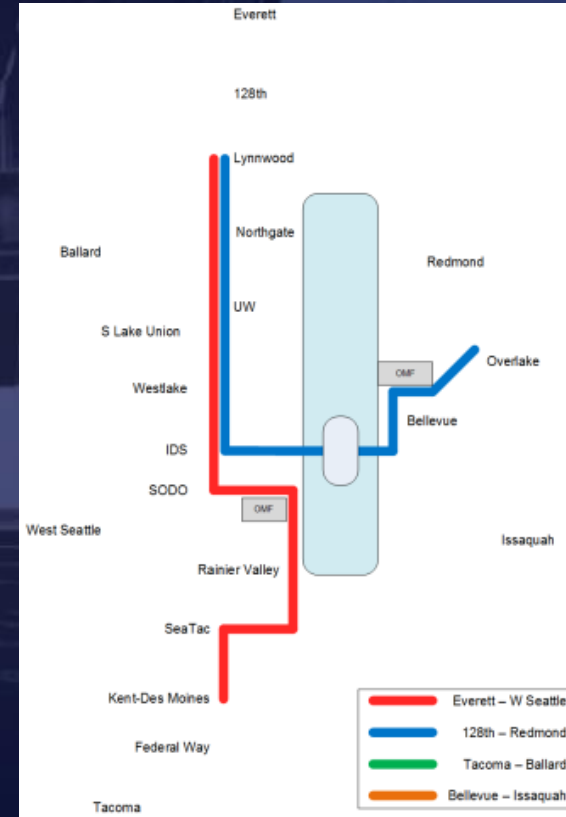 Everett
128th
Lynnwood
Northgate
Ballard
Redmond
UW
S Lake Union
Overlake
OMF
Westlake
Bellevue
IDS
SODO
OMF
West Seattle
Issaquah
Rainier Valley
SeaTac
Kent-Des Moines
Everett – W Seattle
128th – Redmond
Federal Way
Tacoma – Ballard
Bellevue – Issaquah
Tacoma